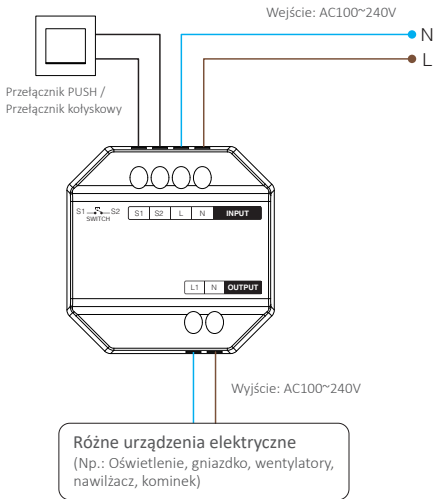 Wejście: AC100~240V
N
L
Przełącznik PUSH /
Przełącznik kołyskowy
S1 S2
SWITCH
S1 S2 L N INPUT
L1 N OUTPUT
Wyjście: AC100~240V
Różne urządzenia elektryczne
(Np.: Oświetlenie, gniazdko, wentylatory,
nawilżacz, kominek)